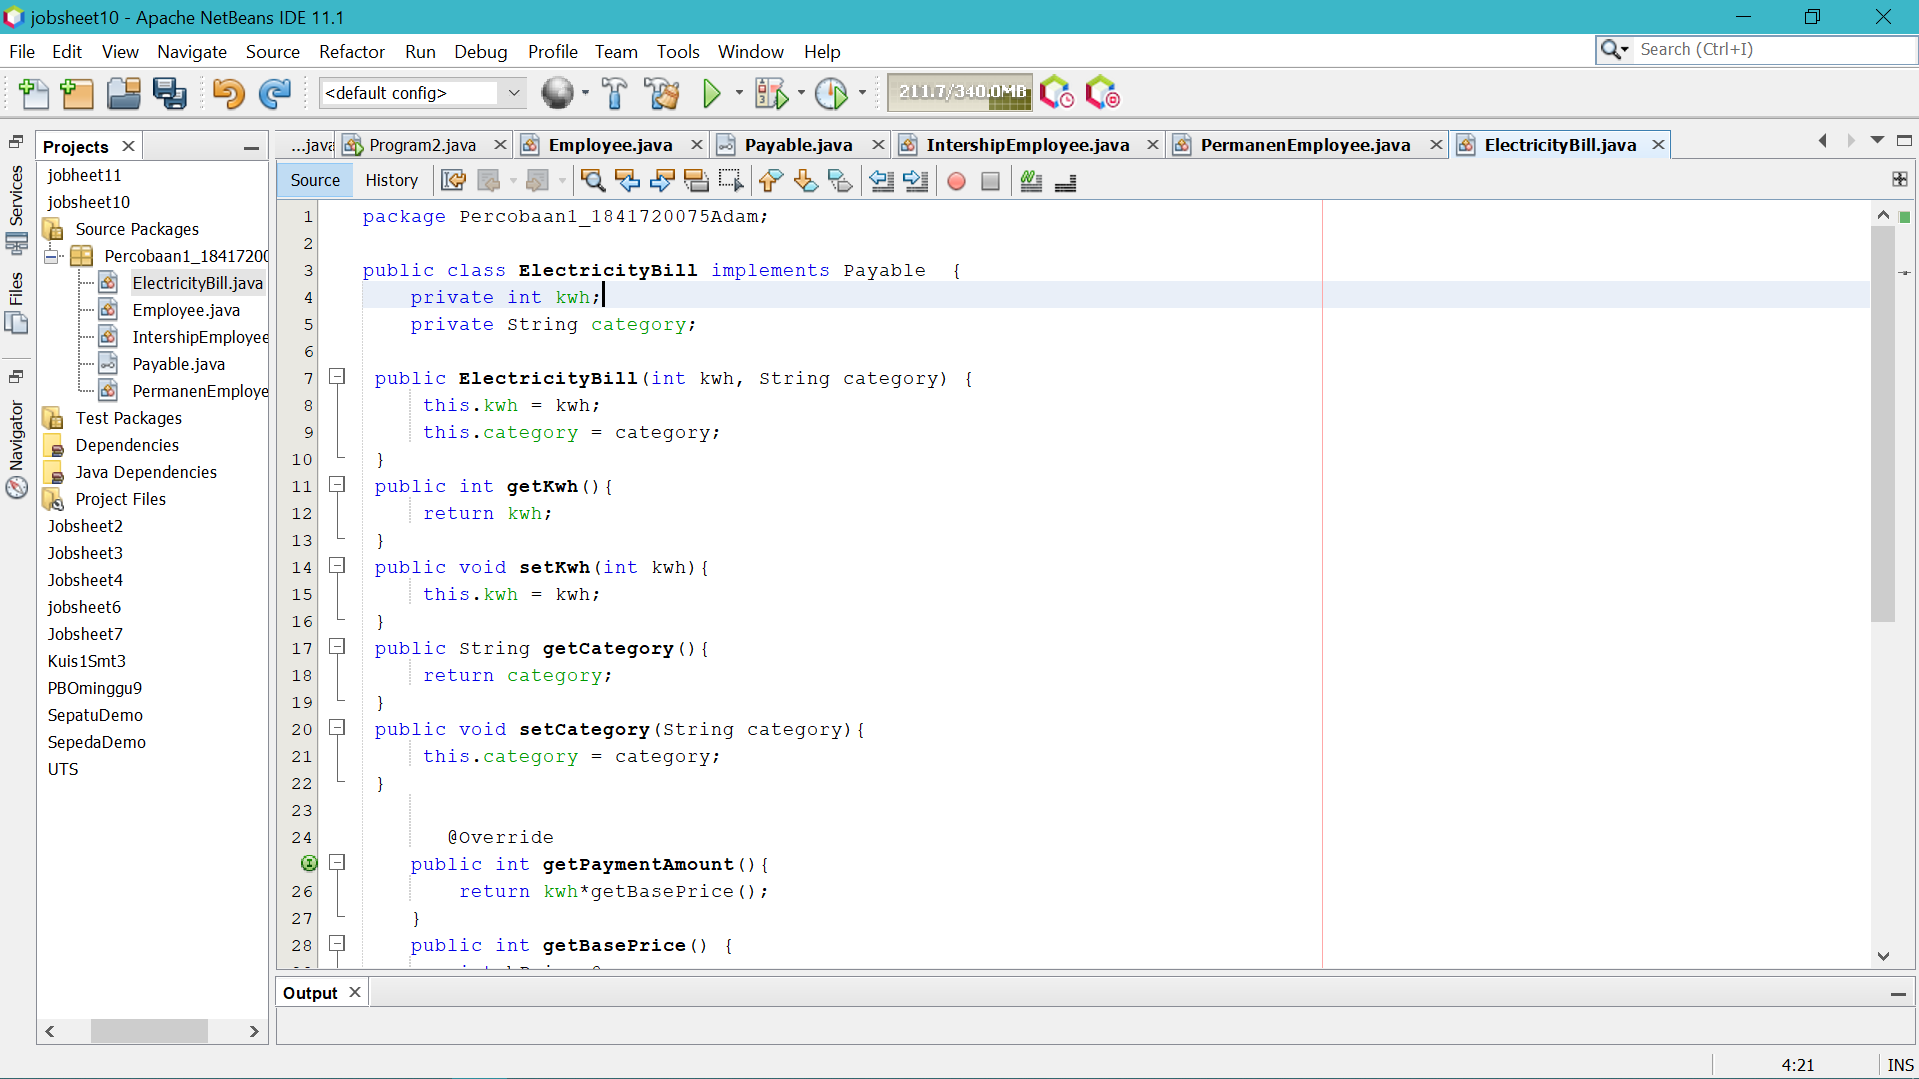 jobsheet10 - Apache NetBeans IDE 11.1
File Edit View Navigate Source Refactor Run Debug Profile Team Tools Window Help
Search (Ctrl+I)
<default config>
211.7/340.0MB
Services
Files
Navigator
Projects
jobheet11
jobsheet10
Source Packages
Percobaan1_18417200
ElectricityBill.java
Employee.java
IntershipEmployee
Payable.java
PermanenEmploye
Test Packages
Dependencies
Java Dependencies
Project Files
Jobsheet2
Jobsheet3
Jobsheet4
jobsheet6
Jobsheet7
Kuis1Smt3
PBOminggu9
SepatuDemo
SepedaDemo
UTS
...java Program2.java Employee.java Payable.java IntershipEmployee.java PermanenEmployee.java ElectricityBill.java
Source History
1 package Percobaan1_1841720075Adam;
2
3 public class ElectricityBill implements Payable {
4 private int kwh;
5 private String category;
6
7 public ElectricityBill(int kwh, String category) {
8 this.kwh = kwh;
9 this.category = category;
10 }
11 public int getKwh(){
12 return kwh;
13 }
14 public void setKwh(int kwh){
15 this.kwh = kwh;
16 }
17 public String getCategory(){
18 return category;
19 }
20 public void setCategory(String category){
21 this.category = category;
22 }
23
24 @Override
public int getPaymentAmount(){
26 return kwh*getBasePrice();
27 }
28 public int getBasePrice() {
Output
4:21 INS